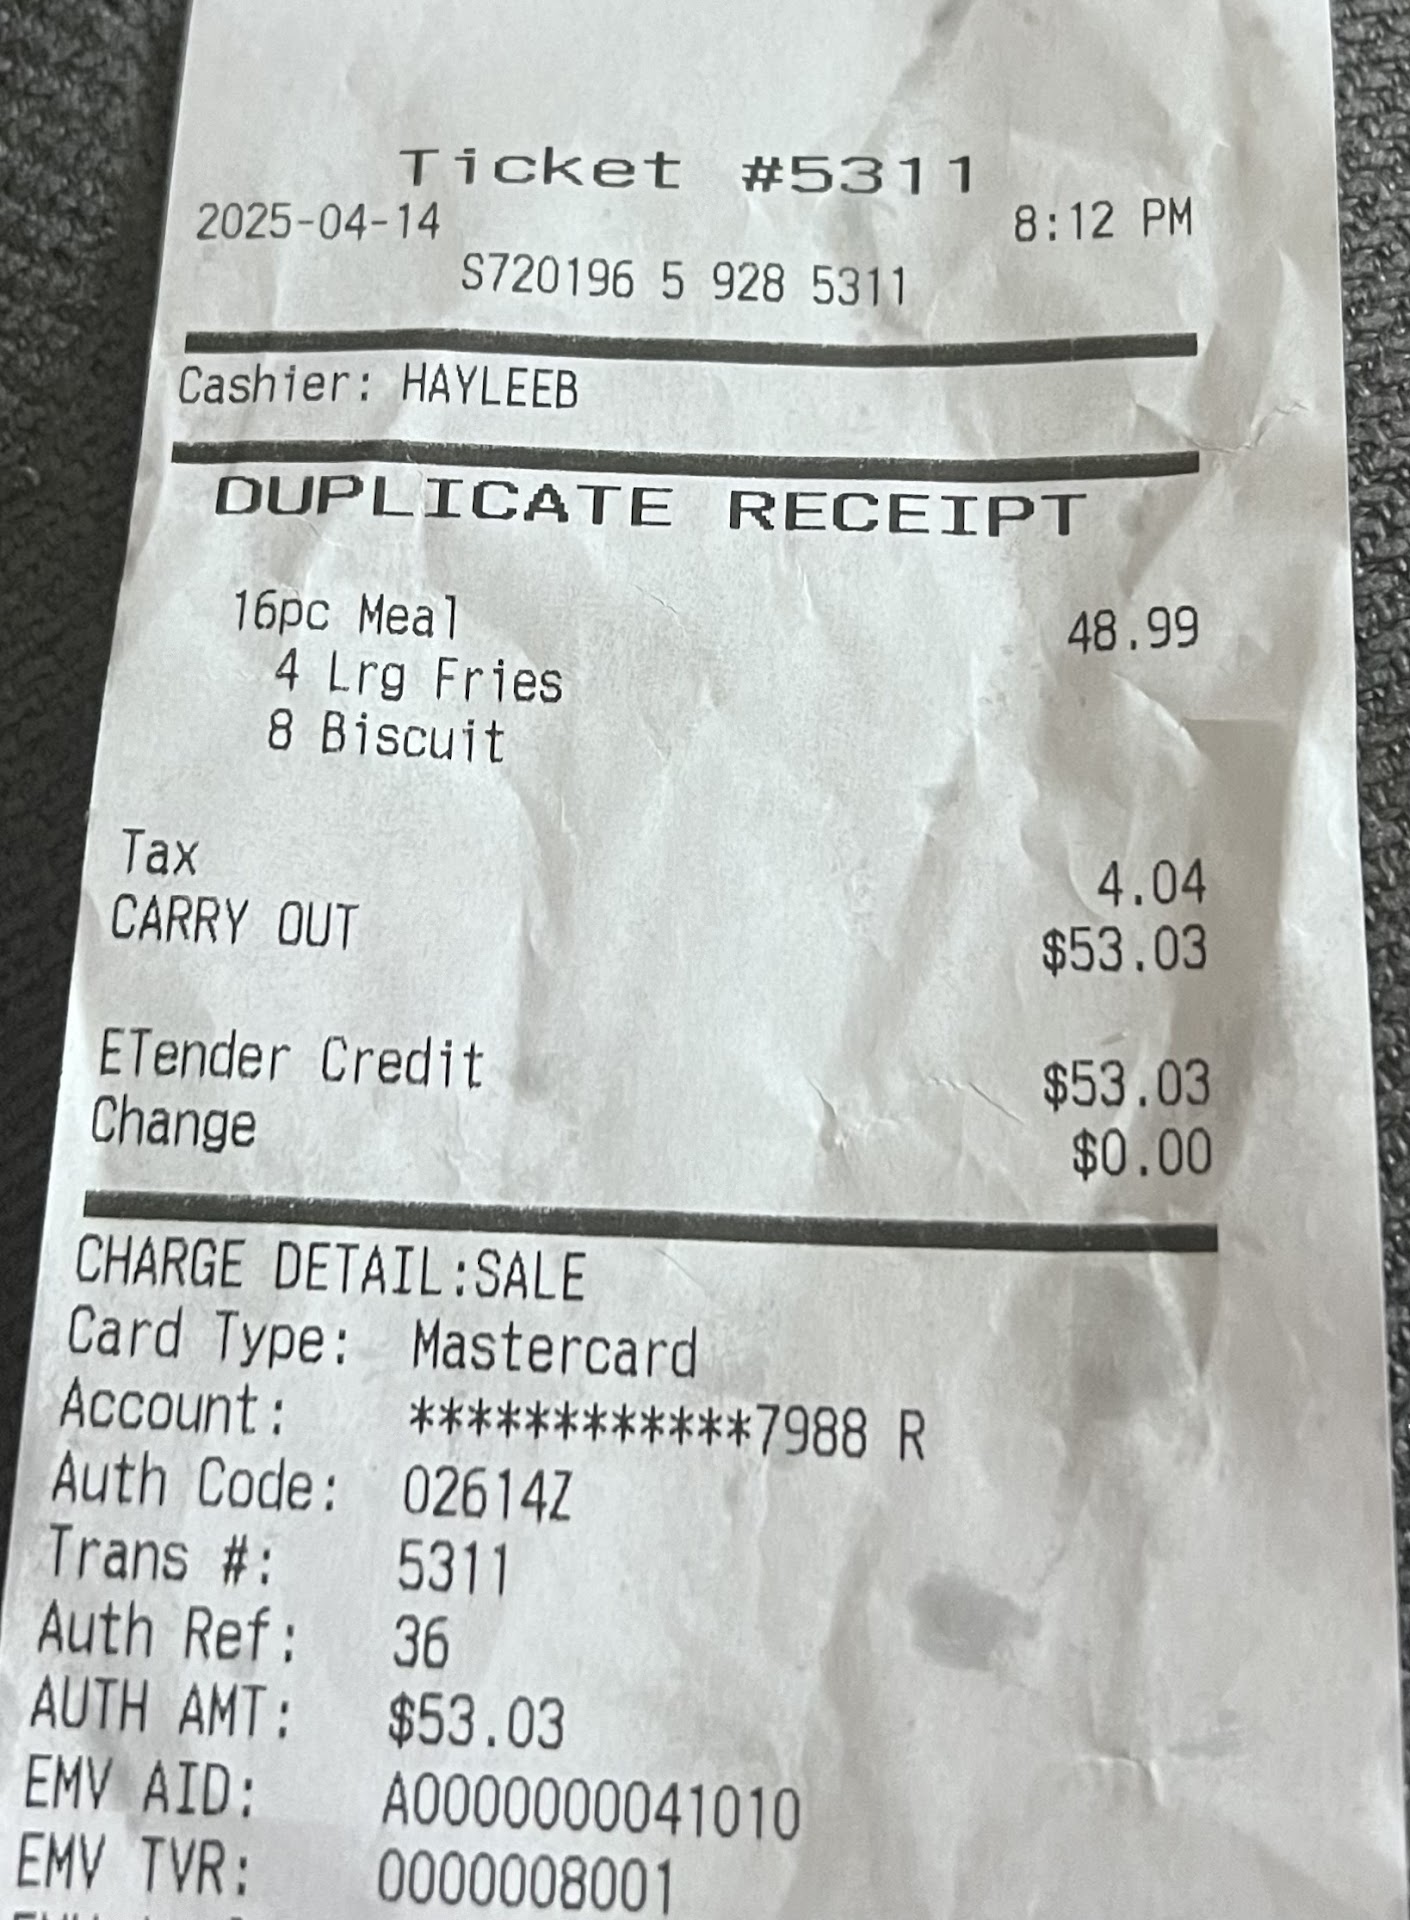 Ticket #5311
2025-04-14 8:12 PM
S720196 5 928 5311
Cashier: HAYLEEB
DUPLICATE RECEIPT
16pc Meal 48.99
4 Lrg Fries
8 Biscuit
Tax 4.04
CARRY OUT $53.03
ETender Credit $53.03
Change $0.00
CHARGE DETAIL:SALE
Card Type: Mastercard
Account: ************7988 R
Auth Code: 02614Z
Trans #: 5311
Auth Ref: 36
AUTH AMT: $53.03
EMV AID: A0000000041010
EMV TVR: 0000008001